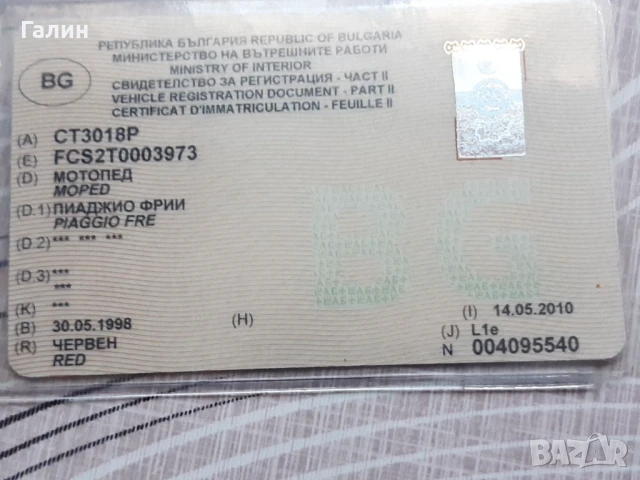 Галин
РЕПУБЛИКА БЪЛГАРИЯ REPUBLIC OF BULGARIA
МИНИСТЕРСТВО НА ВЪТРЕШНИТЕ РАБОТИ
MINISTRY OF INTERIOR
BG
СВИДЕТЕЛСТВО ЗА РЕГИСТРАЦИЯ - ЧАСТ II
VEHICLE REGISTRATION DOCUMENT - PART II
CERTIFICAT D'IMMATRICULATION - FEUILLE II
(A) CT3018P
(E) FCS2T0003973
(D) МОТОПЕД
MOPED
(D.1) ПИАДЖИО ФРИИ
PIAGGIO FRE
(D.2) *** *** ***
(D.3) ***
***
(K) ***
(I) 14.05.2010
(B) 30.05.1998 (H)
(J) L1e
(R) ЧЕРВЕН
N 004095540
RED
BG
BAZAR